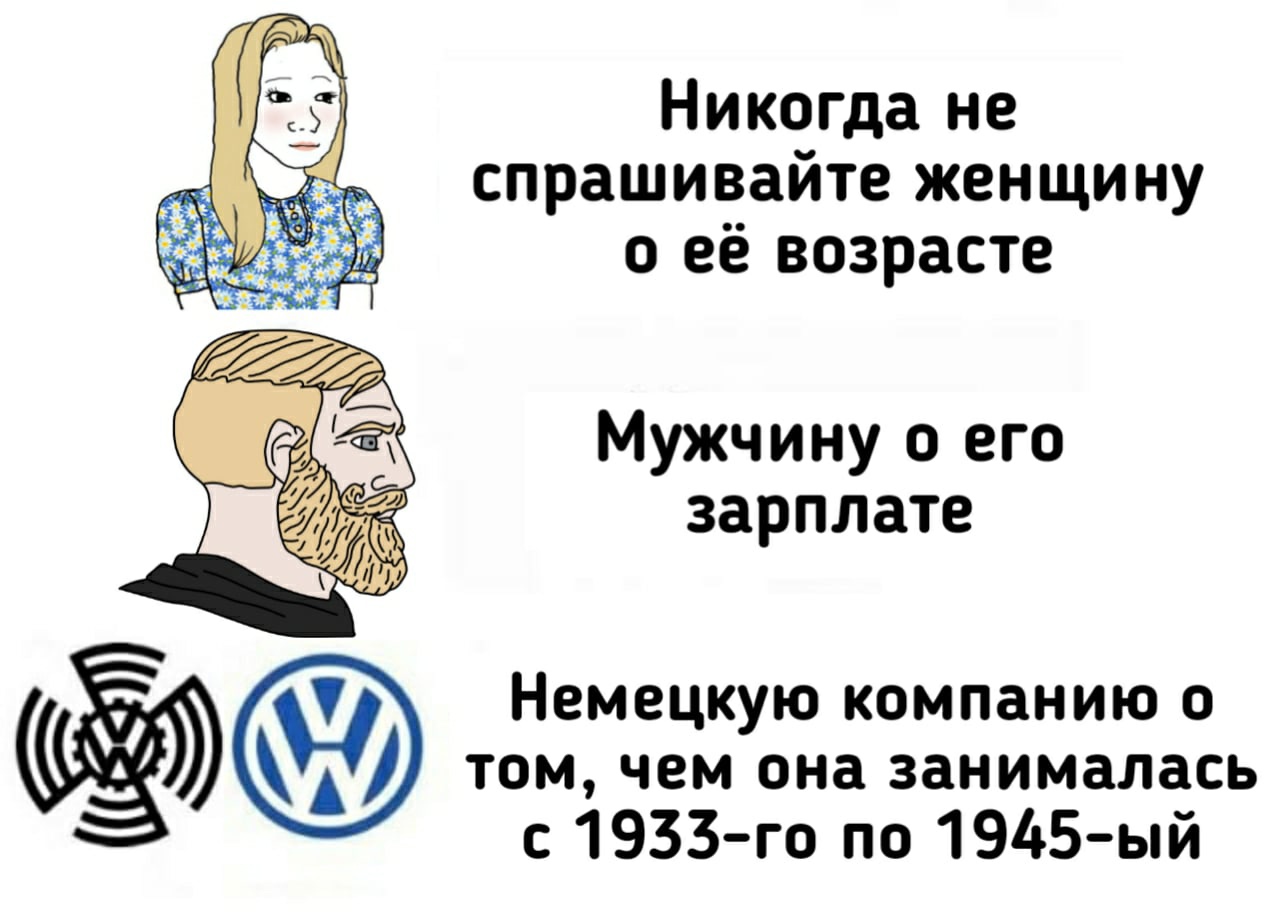 Никогда не
спрашивайте женщину
о её возрасте
Мужчину о его
зарплате
Немецкую компанию о
том, чем она занималась
с 1933-го по 1945-ый